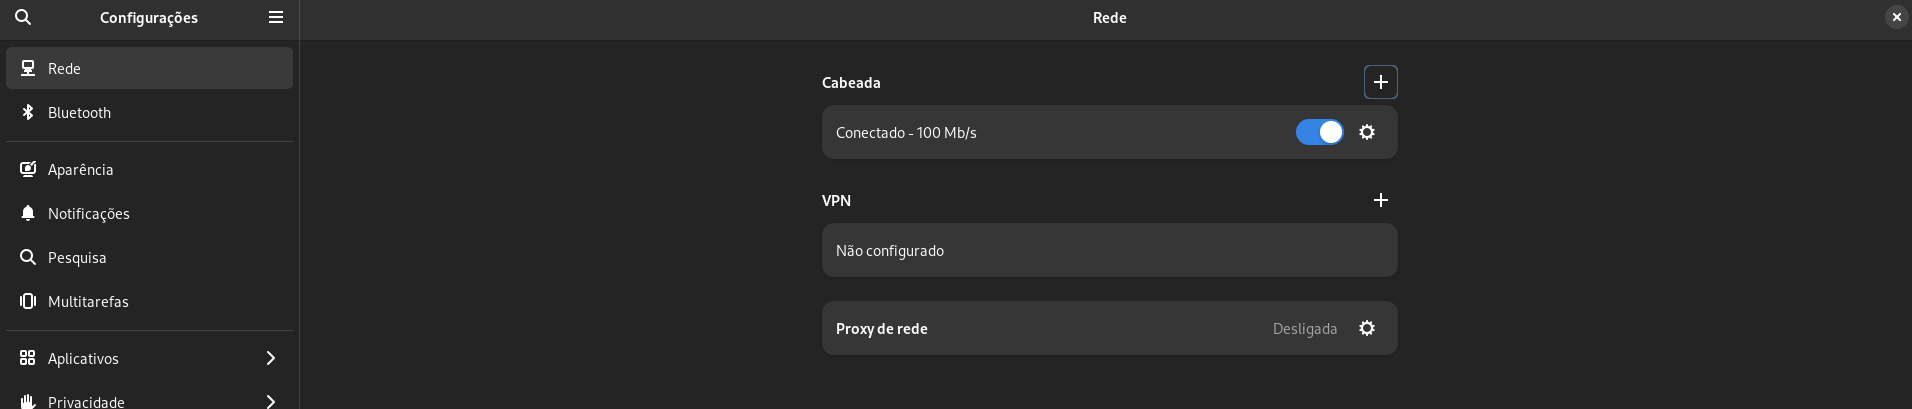 Configurações
Rede
Rede
Bluetooth
Aparência
Notificações
Pesquisa
Multitarefas
Aplicativos
Privacidade
Cabeada
Conectado - 100 Mb/s
VPN
Não configurado
Proxy de rede Desligada